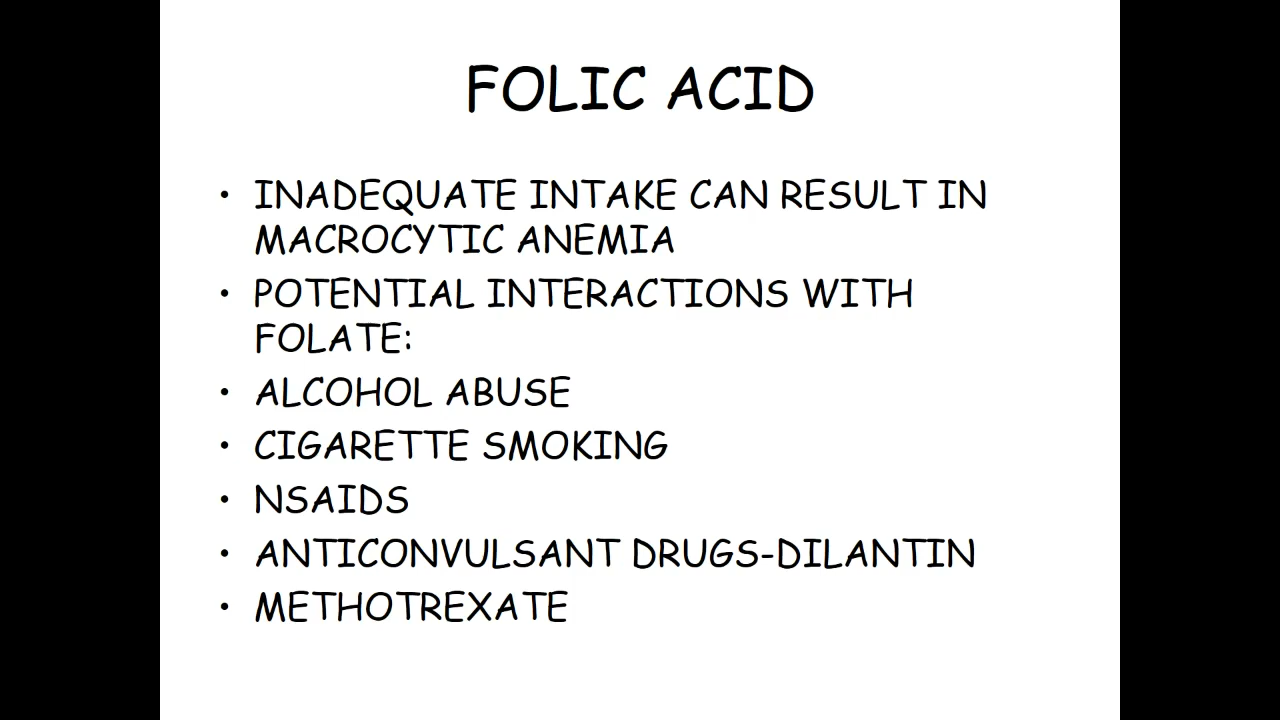 FOLIC ACID
• INADEQUATE INTAKE CAN RESULT IN
MACROCYTIC ANEMIA
• POTENTIAL INTERACTIONS WITH
FOLATE:
• ALCOHOL ABUSE
• CIGARETTE SMOKING
• NSAIDS
• ANTICONVULSANT DRUGS-DILANTIN
• METHOTREXATE